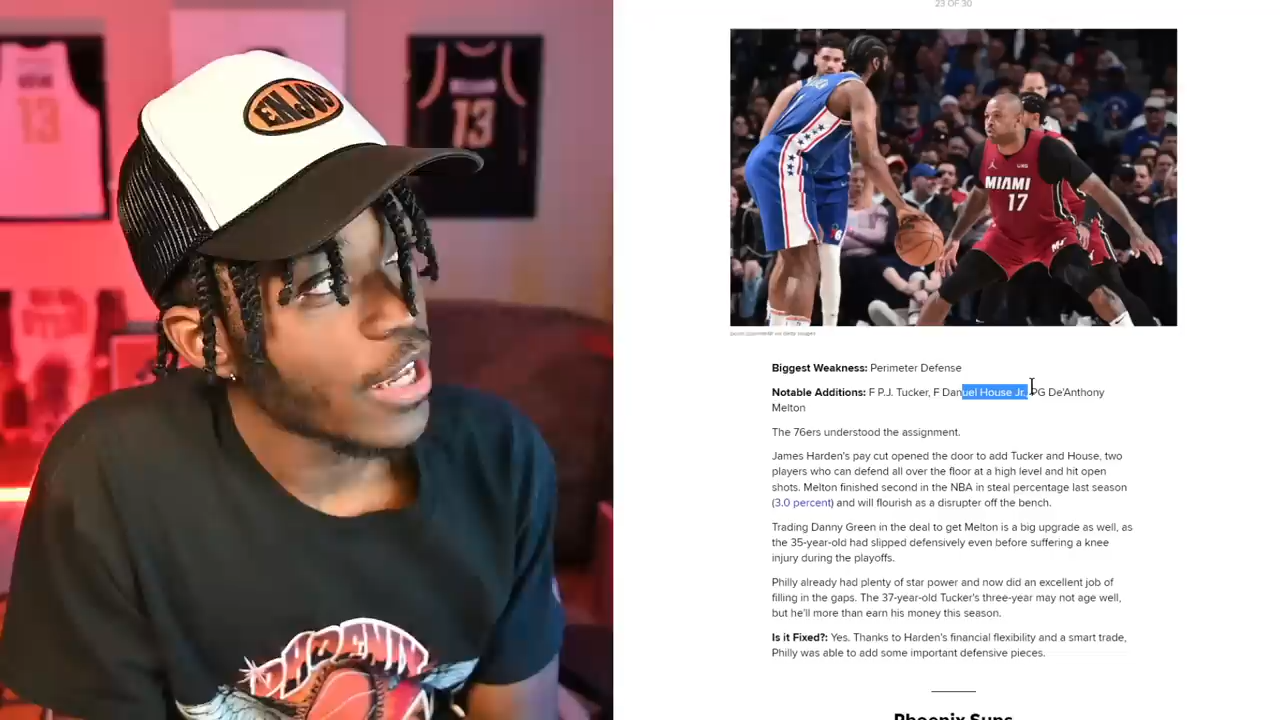 23 OF 30
ENJOY
13
13
MIAMI
17
PHOENIX
Biggest Weakness: Perimeter Defense
Notable Additions: F P.J. Tucker, F Danuel House Jr., PG De'Anthony
Melton
The 76ers understood the assignment.
James Harden's pay cut opened the door to add Tucker and House, two
players who can defend all over the floor at a high level and hit open
shots. Melton finished second in the NBA in steal percentage last season
(3.0 percent) and will flourish as a disrupter off the bench.
Trading Danny Green in the deal to get Melton is a big upgrade as well, as
the 35-year-old had slipped defensively even before suffering a knee
injury during the playoffs.
Philly already had plenty of star power and now did an excellent job of
filling in the gaps. The 37-year-old Tucker's three-year may not age well,
but he'll more than earn his money this season.
Is it Fixed?: Yes. Thanks to Harden's financial flexibility and a smart trade,
Philly was able to add some important defensive pieces.
Phoenix Suns